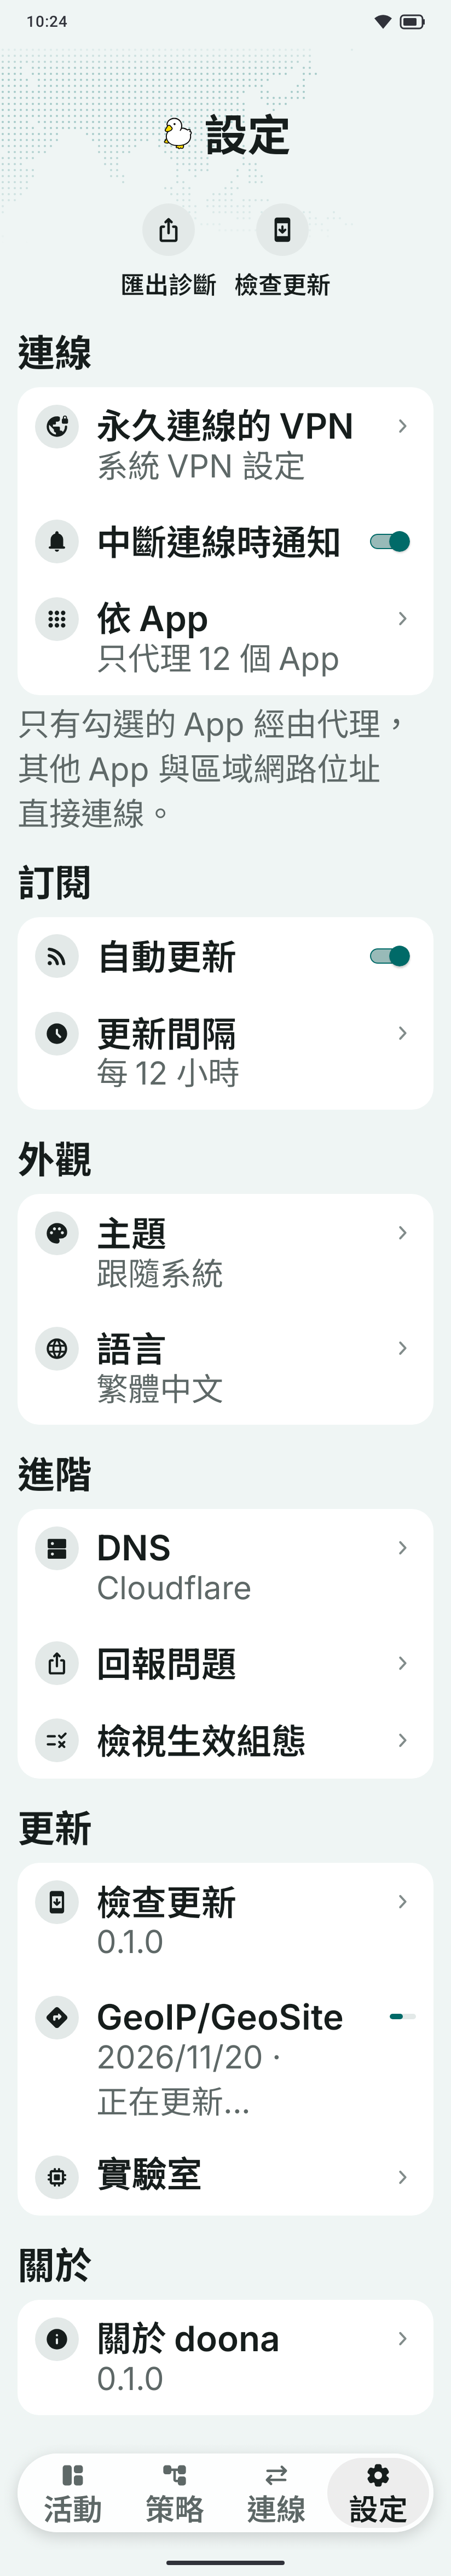 10:24
設定
匯出診斷
檢查更新
連線
永久連線的 VPN
系統 VPN 設定
中斷連線時通知
依 App
只代理 12 個 App
只有勾選的 App 經由代理，
其他 App 與區域網路位址
直接連線。
訂閱
自動更新
更新間隔
每 12 小時
外觀
主題
跟隨系統
語言
繁體中文
進階
DNS
Cloudflare
回報問題
檢視生效組態
更新
檢查更新
0.1.0
GeoIP/GeoSite
2026/11/20 ·
正在更新…
實驗室
關於
關於 doona
0.1.0
活動
策略
連線
設定